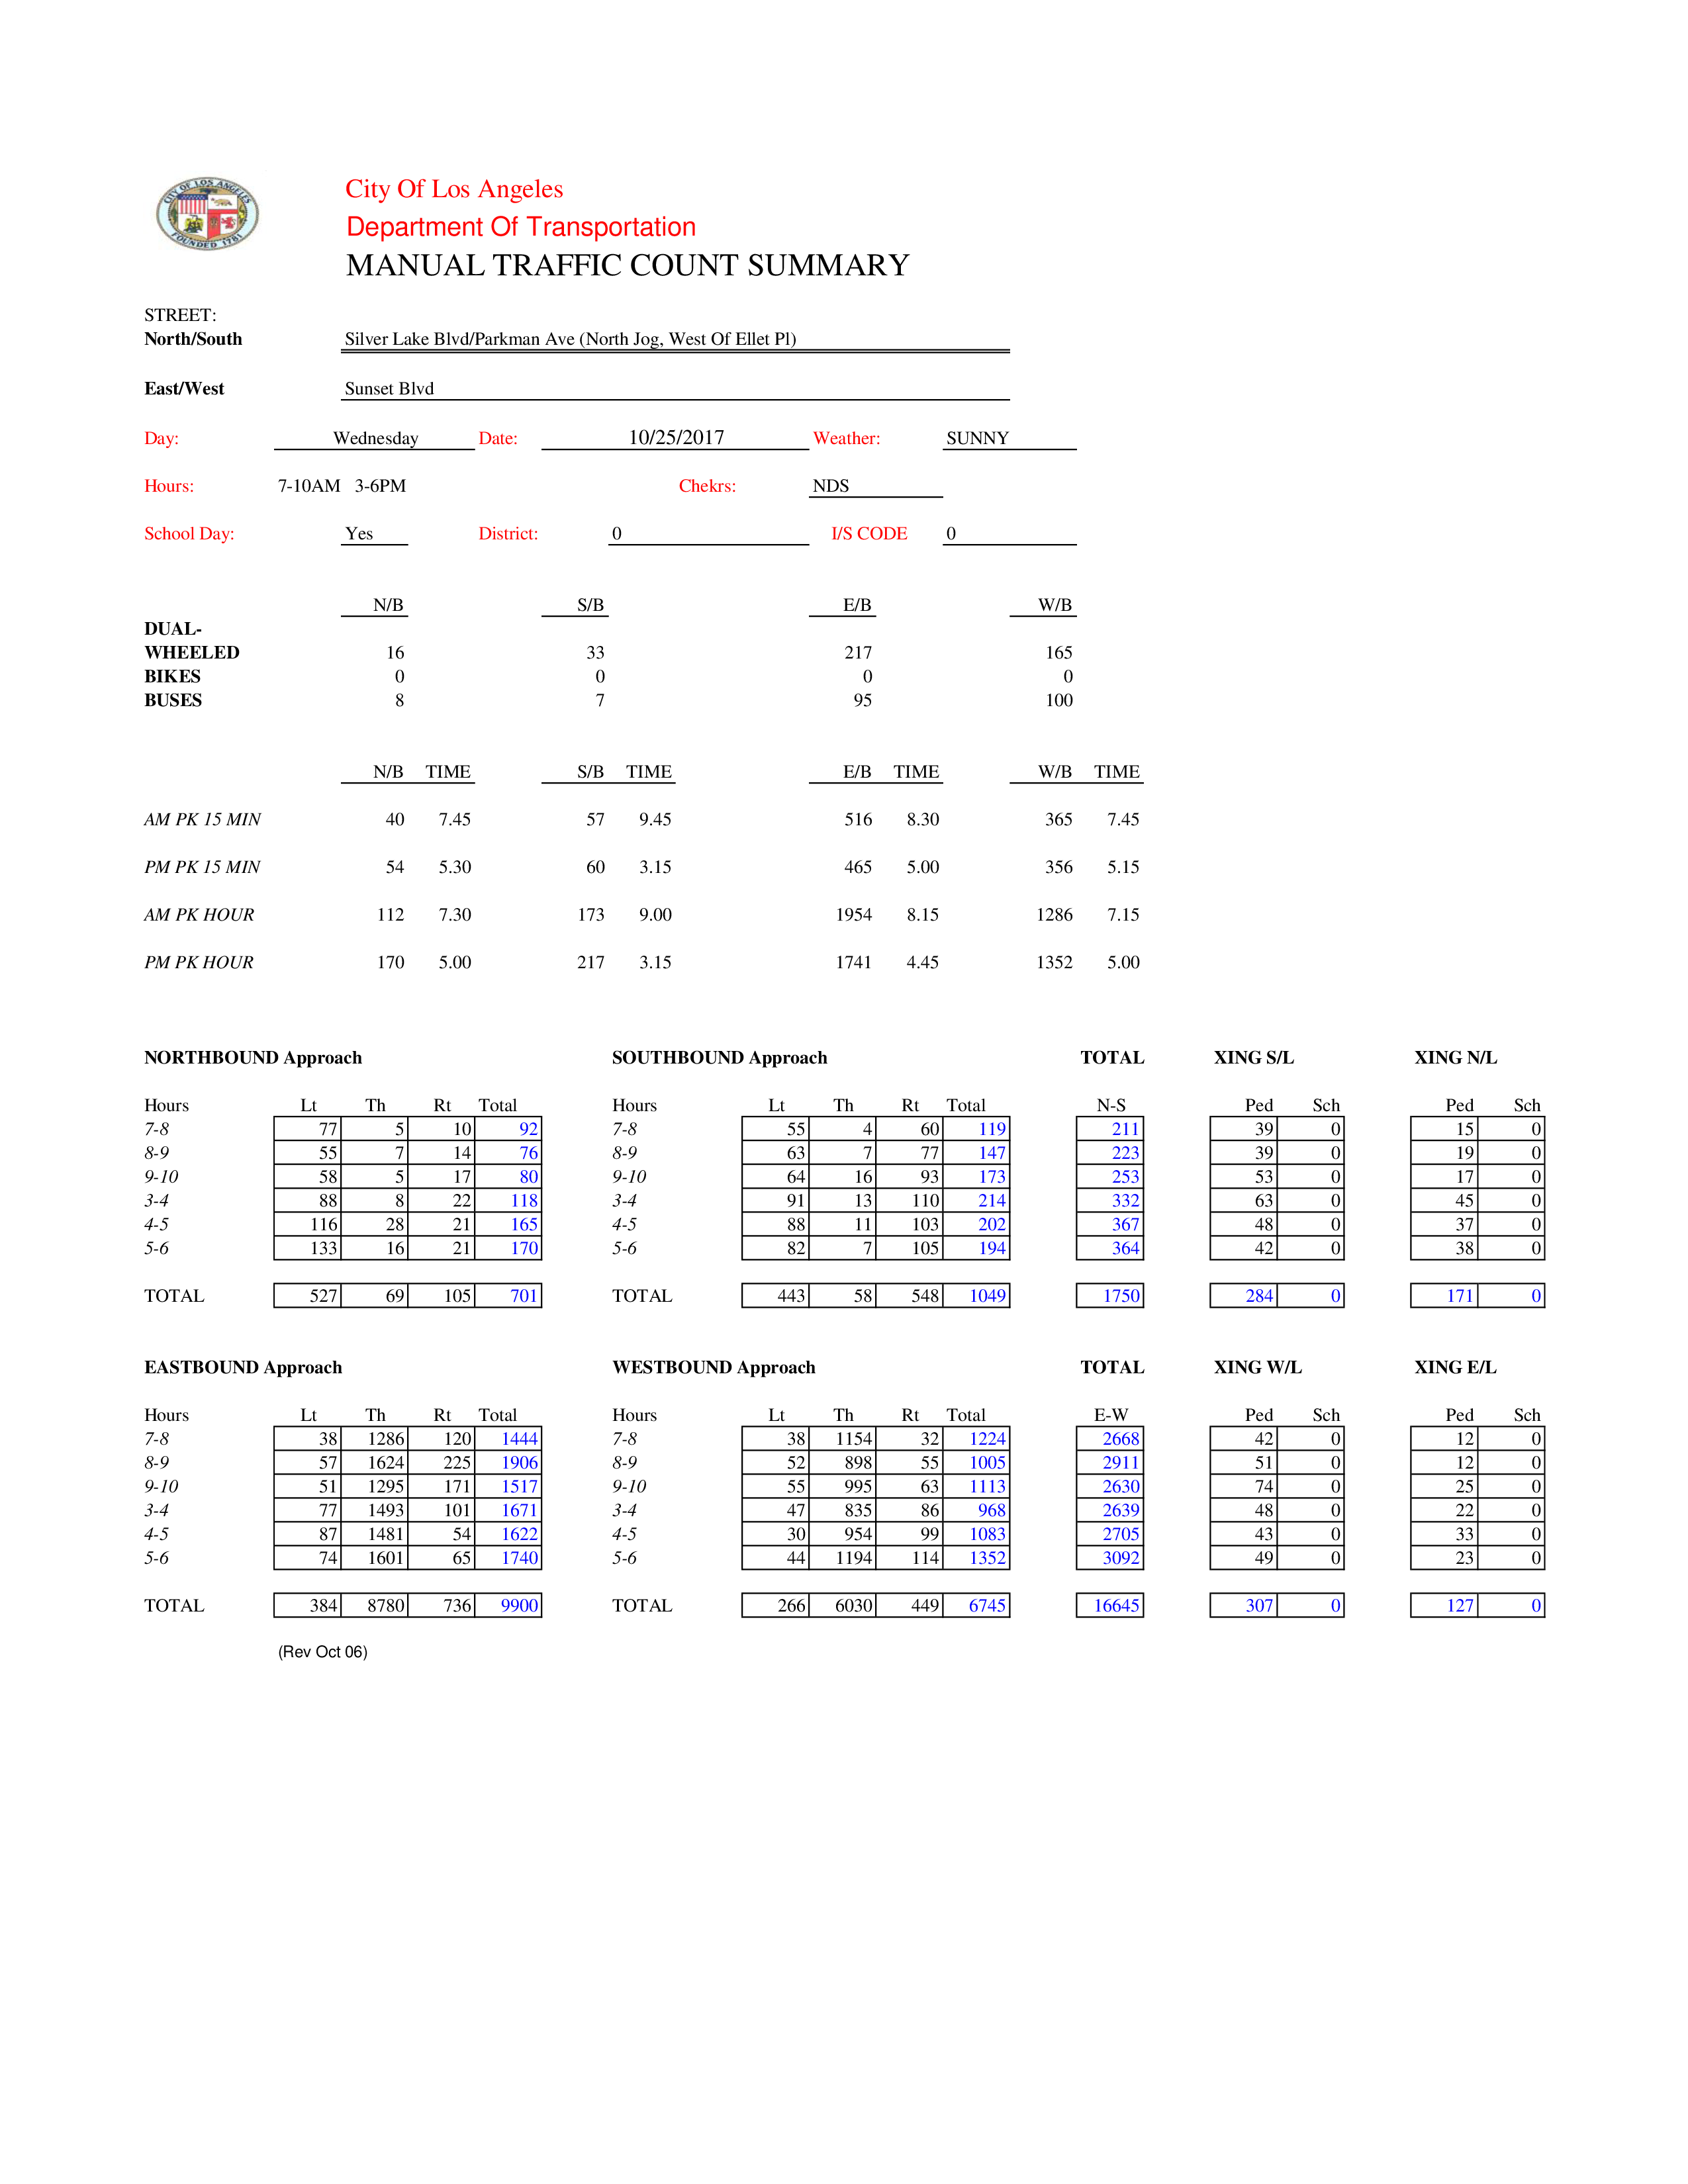 CITY OF LOS ANGELES
FOUNDED 1781
City Of Los Angeles
Department Of Transportation
MANUAL TRAFFIC COUNT SUMMARY
STREET:
North/South Silver Lake Blvd/Parkman Ave (North Jog, West Of Ellet Pl)
East/West Sunset Blvd
Day: Wednesday Date: 10/25/2017 Weather: SUNNY
Hours: 7-10AM 3-6PM Chekrs: NDS
School Day: Yes District: 0 I/S CODE 0
N/B S/B E/B W/B
DUAL-
WHEELED 16 33 217 165
BIKES 0 0 0 0
BUSES 8 7 95 100
N/B TIME S/B TIME E/B TIME W/B TIME
AM PK 15 MIN 40 7.45 57 9.45 516 8.30 365 7.45
PM PK 15 MIN 54 5.30 60 3.15 465 5.00 356 5.15
AM PK HOUR 112 7.30 173 9.00 1954 8.15 1286 7.15
PM PK HOUR 170 5.00 217 3.15 1741 4.45 1352 5.00
NORTHBOUND Approach SOUTHBOUND Approach TOTAL XING S/L XING N/L
Hours Lt Th Rt Total Hours Lt Th Rt Total N-S Ped Sch Ped Sch
7-8 77 5 10 92 7-8 55 4 60 119 211 39 0 15 0
8-9 55 7 14 76 8-9 63 7 77 147 223 39 0 19 0
9-10 58 5 17 80 9-10 64 16 93 173 253 53 0 17 0
3-4 88 8 22 118 3-4 91 13 110 214 332 63 0 45 0
4-5 116 28 21 165 4-5 88 11 103 202 367 48 0 37 0
5-6 133 16 21 170 5-6 82 7 105 194 364 42 0 38 0
TOTAL 527 69 105 701 TOTAL 443 58 548 1049 1750 284 0 171 0
EASTBOUND Approach WESTBOUND Approach TOTAL XING W/L XING E/L
Hours Lt Th Rt Total Hours Lt Th Rt Total E-W Ped Sch Ped Sch
7-8 38 1286 120 1444 7-8 38 1154 32 1224 2668 42 0 12 0
8-9 57 1624 225 1906 8-9 52 898 55 1005 2911 51 0 12 0
9-10 51 1295 171 1517 9-10 55 995 63 1113 2630 74 0 25 0
3-4 77 1493 101 1671 3-4 47 835 86 968 2639 48 0 22 0
4-5 87 1481 54 1622 4-5 30 954 99 1083 2705 43 0 33 0
5-6 74 1601 65 1740 5-6 44 1194 114 1352 3092 49 0 23 0
TOTAL 384 8780 736 9900 TOTAL 266 6030 449 6745 16645 307 0 127 0
(Rev Oct 06)